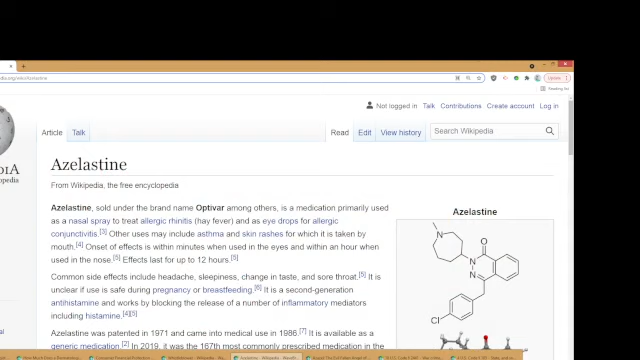 Update
Reading list
Not logged in Talk Contributions Create account Log in
Article Talk Read Edit View history Search Wikipedia
Azelastine
From Wikipedia, the free encyclopedia
Azelastine, sold under the brand name Optivar among others, is a medication primarily used
as a nasal spray to treat allergic rhinitis (hay fever) and as eye drops for allergic
conjunctivitis.[3] Other uses may include asthma and skin rashes for which it is taken by
mouth.[4] Onset of effects is within minutes when used in the eyes and within an hour when
used in the nose.[5] Effects last for up to 12 hours.[5]
Common side effects include headache, sleepiness, change in taste, and sore throat.[5] It is
unclear if use is safe during pregnancy or breastfeeding.[6] It is a second-generation
antihistamine and works by blocking the release of a number of inflammatory mediators
including histamine.[4][5]
Azelastine was patented in 1971 and came into medical use in 1986.[7] It is available as a
generic medication.[2] In 2019, it was the 167th most commonly prescribed medication in the
Azelastine
N
O
N
N
Cl